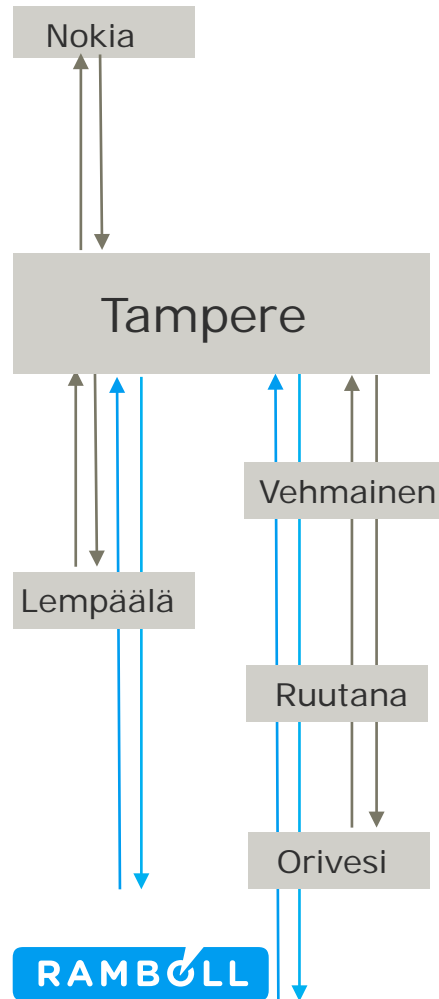 Nokia
Tampere
Vehmainen
Lempäälä
Ruutana
Orivesi
RAMBOLL